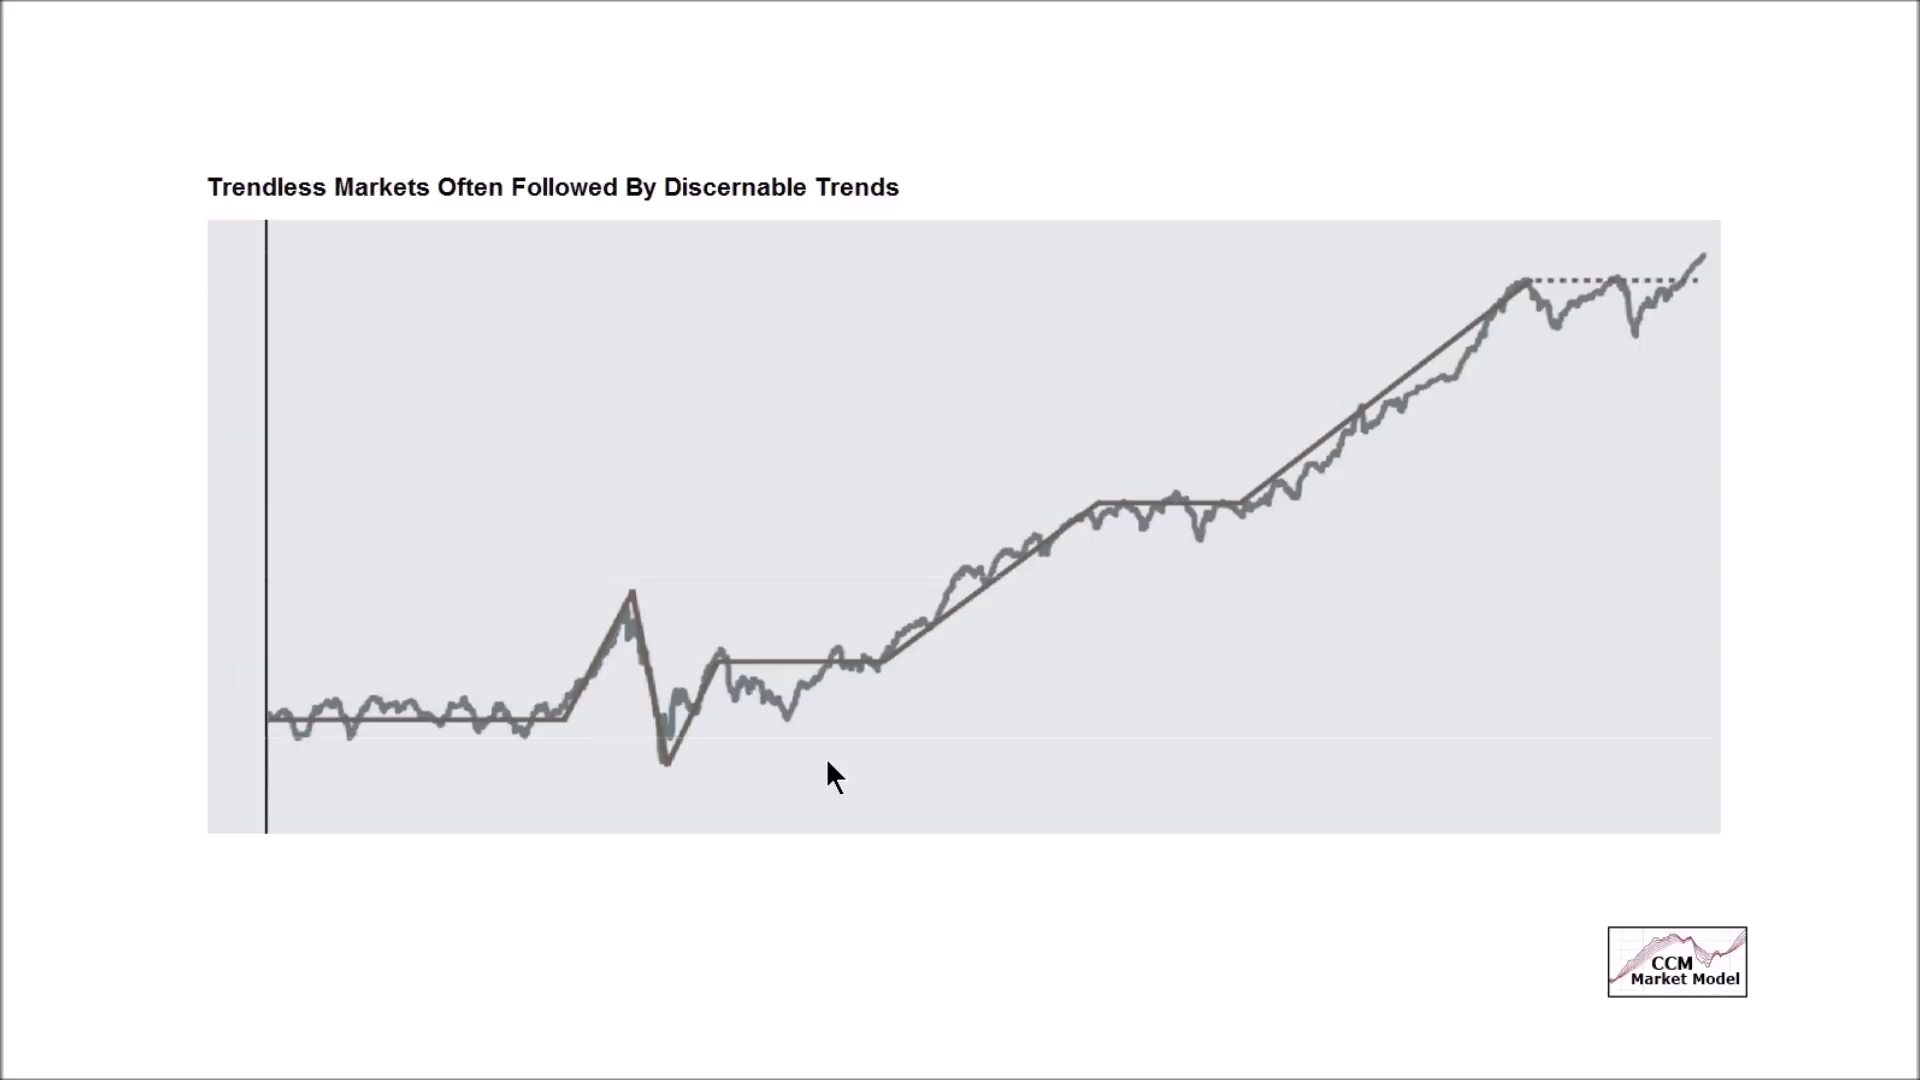 Trendless Markets Often Followed By Discernable Trends
CCM
Market Model